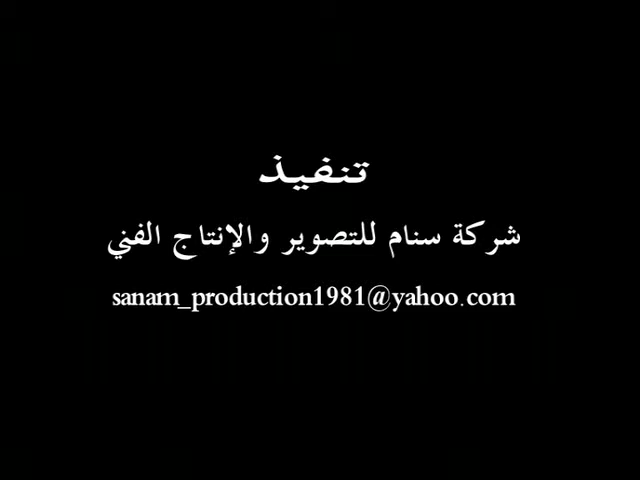 تنفيذ
شركة سنام للتصوير والإنتاج الفني
sanam_production1981@yahoo.com